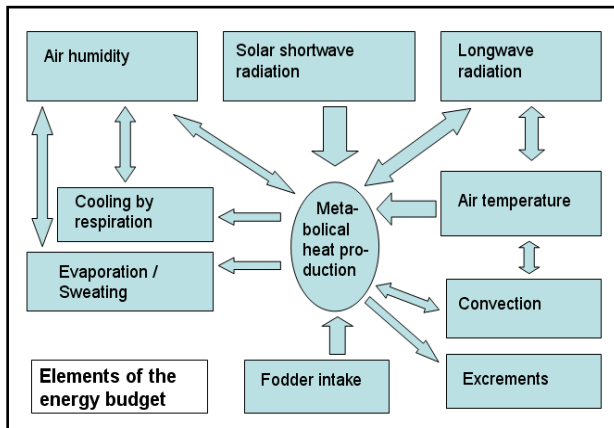 Air humidity
Solar shortwave
radiation
Longwave
radiation
Cooling by
respiration
Meta-
bolical
heat pro-
duction
Air temperature
Evaporation /
Sweating
Convection
Elements of the
energy budget
Fodder intake
Excrements